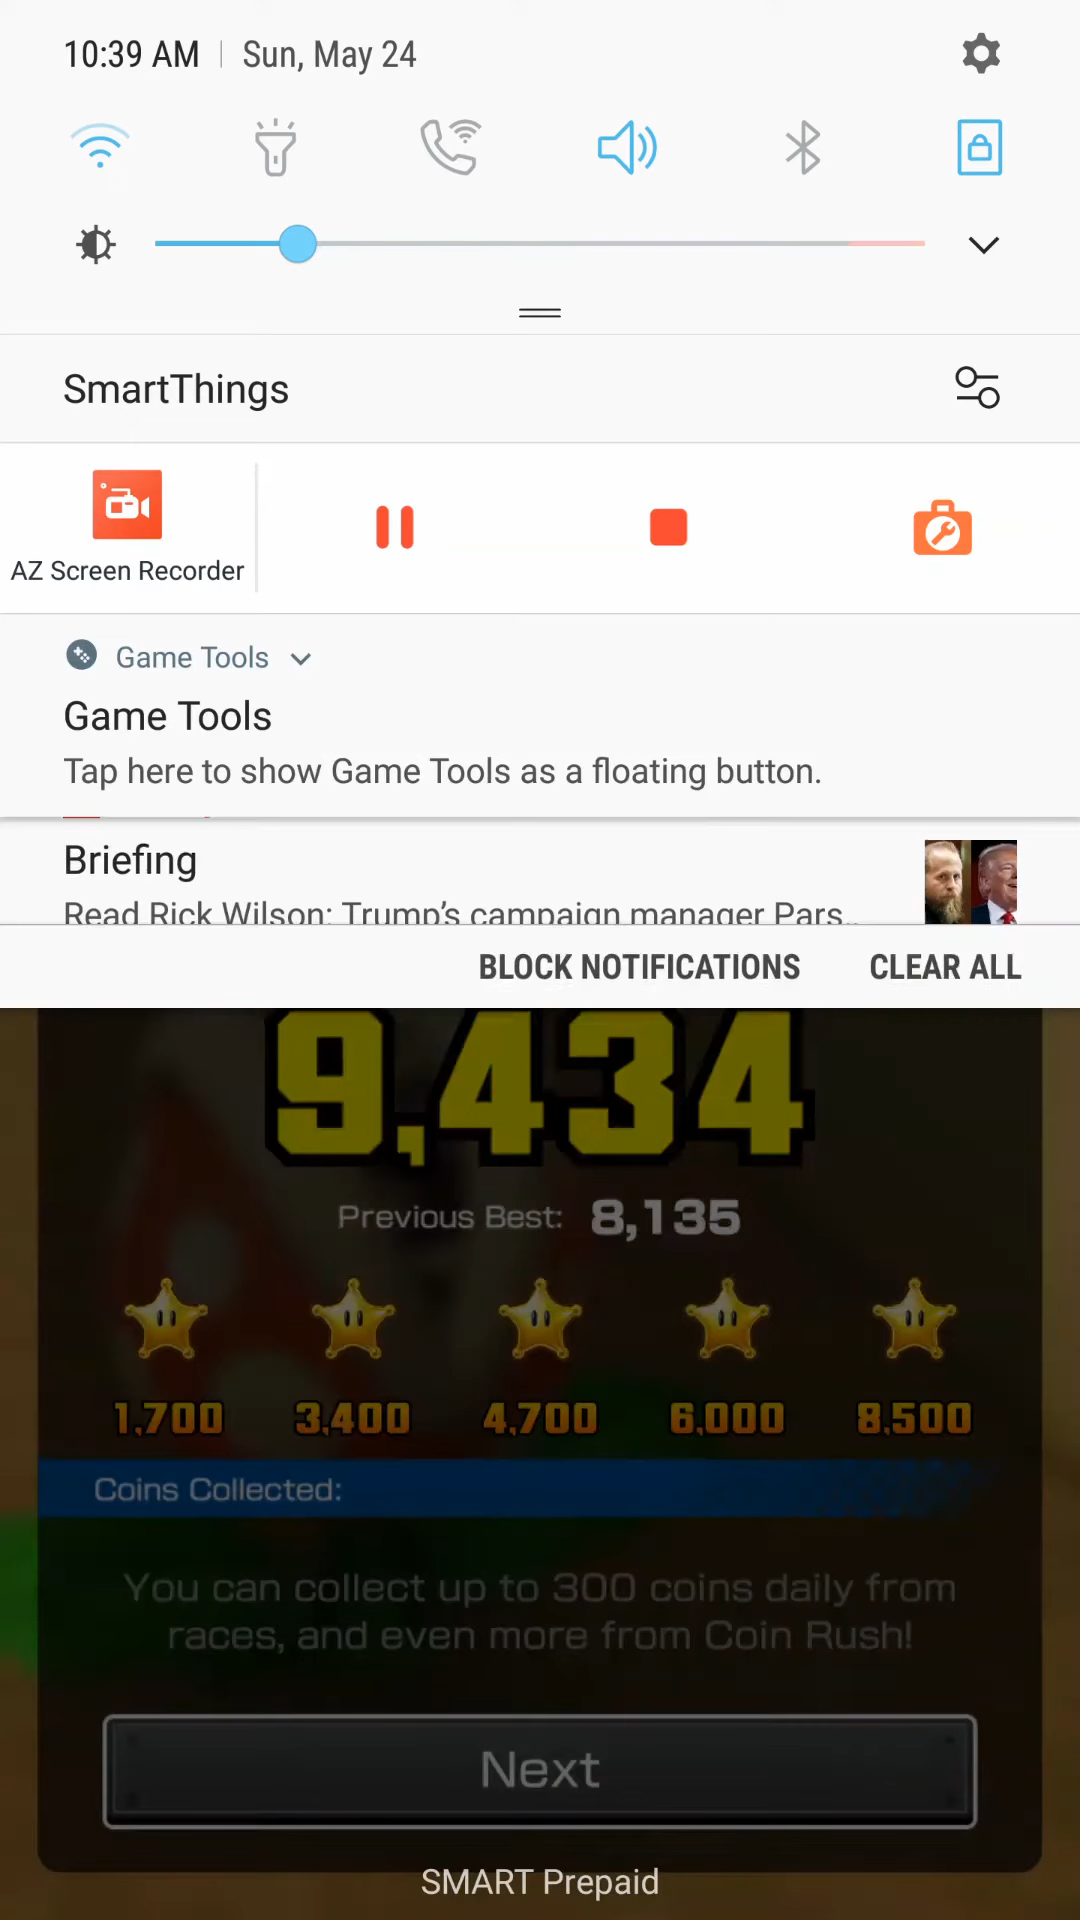 10:39 AM | Sun, May 24
SmartThings
AZ Screen Recorder
Game Tools
Game Tools
Tap here to show Game Tools as a floating button.
Briefing
Read Rick Wilson: Trump's campaign manager Pars..
BLOCK NOTIFICATIONS CLEAR ALL
9,434
Previous Best: 8,135
1,700 3,400 4,700 6,000 8,500
Coins Collected:
You can collect up to 300 coins daily from
races, and even more from Coin Rush!
Next
SMART Prepaid